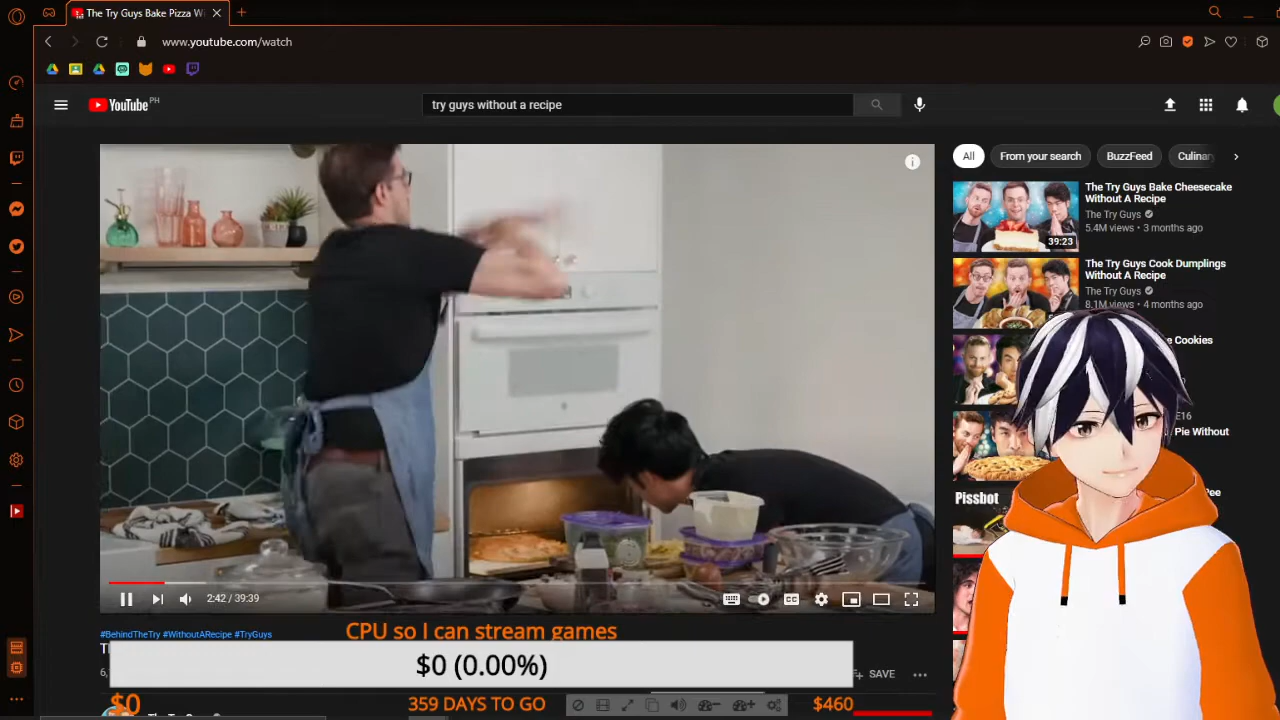 The Try Guys Bake Pizza Wi
www.youtube.com/watch
YouTube PH
try guys without a recipe
All
From your search
BuzzFeed
Culinar
The Try Guys Bake Cheesecake
Without A Recipe
The Try Guys
5.4M views • 3 months ago
39:23
The Try Guys Cook Dumplings
Without A Recipe
The Try Guys
8.1M views • 4 months ago
Cookies
E16
Pie Without
Pissbot
2:42 / 39:39
#BehindTheTry #WithoutARecipe #TryGuys
CPU so I can stream games
$0 (0.00%)
SAVE
$0
359 DAYS TO GO
$460